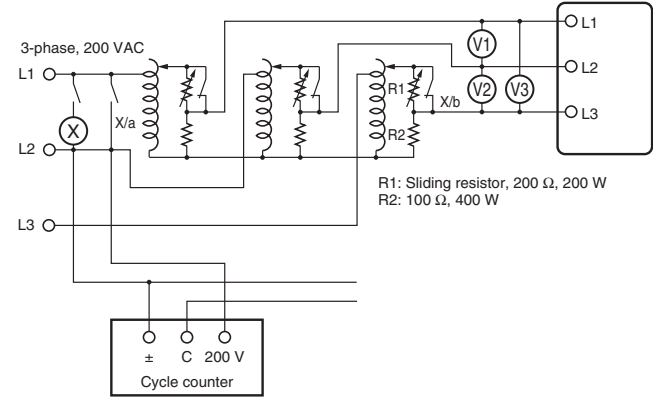 3-phase, 200 VAC
L1
L2
L3
X
X/a
R1
R2
X/b
V1
V2
V3
L1
L2
L3
R1: Sliding resistor, 200 Ω, 200 W
R2: 100 Ω, 400 W
± C 200 V
Cycle counter